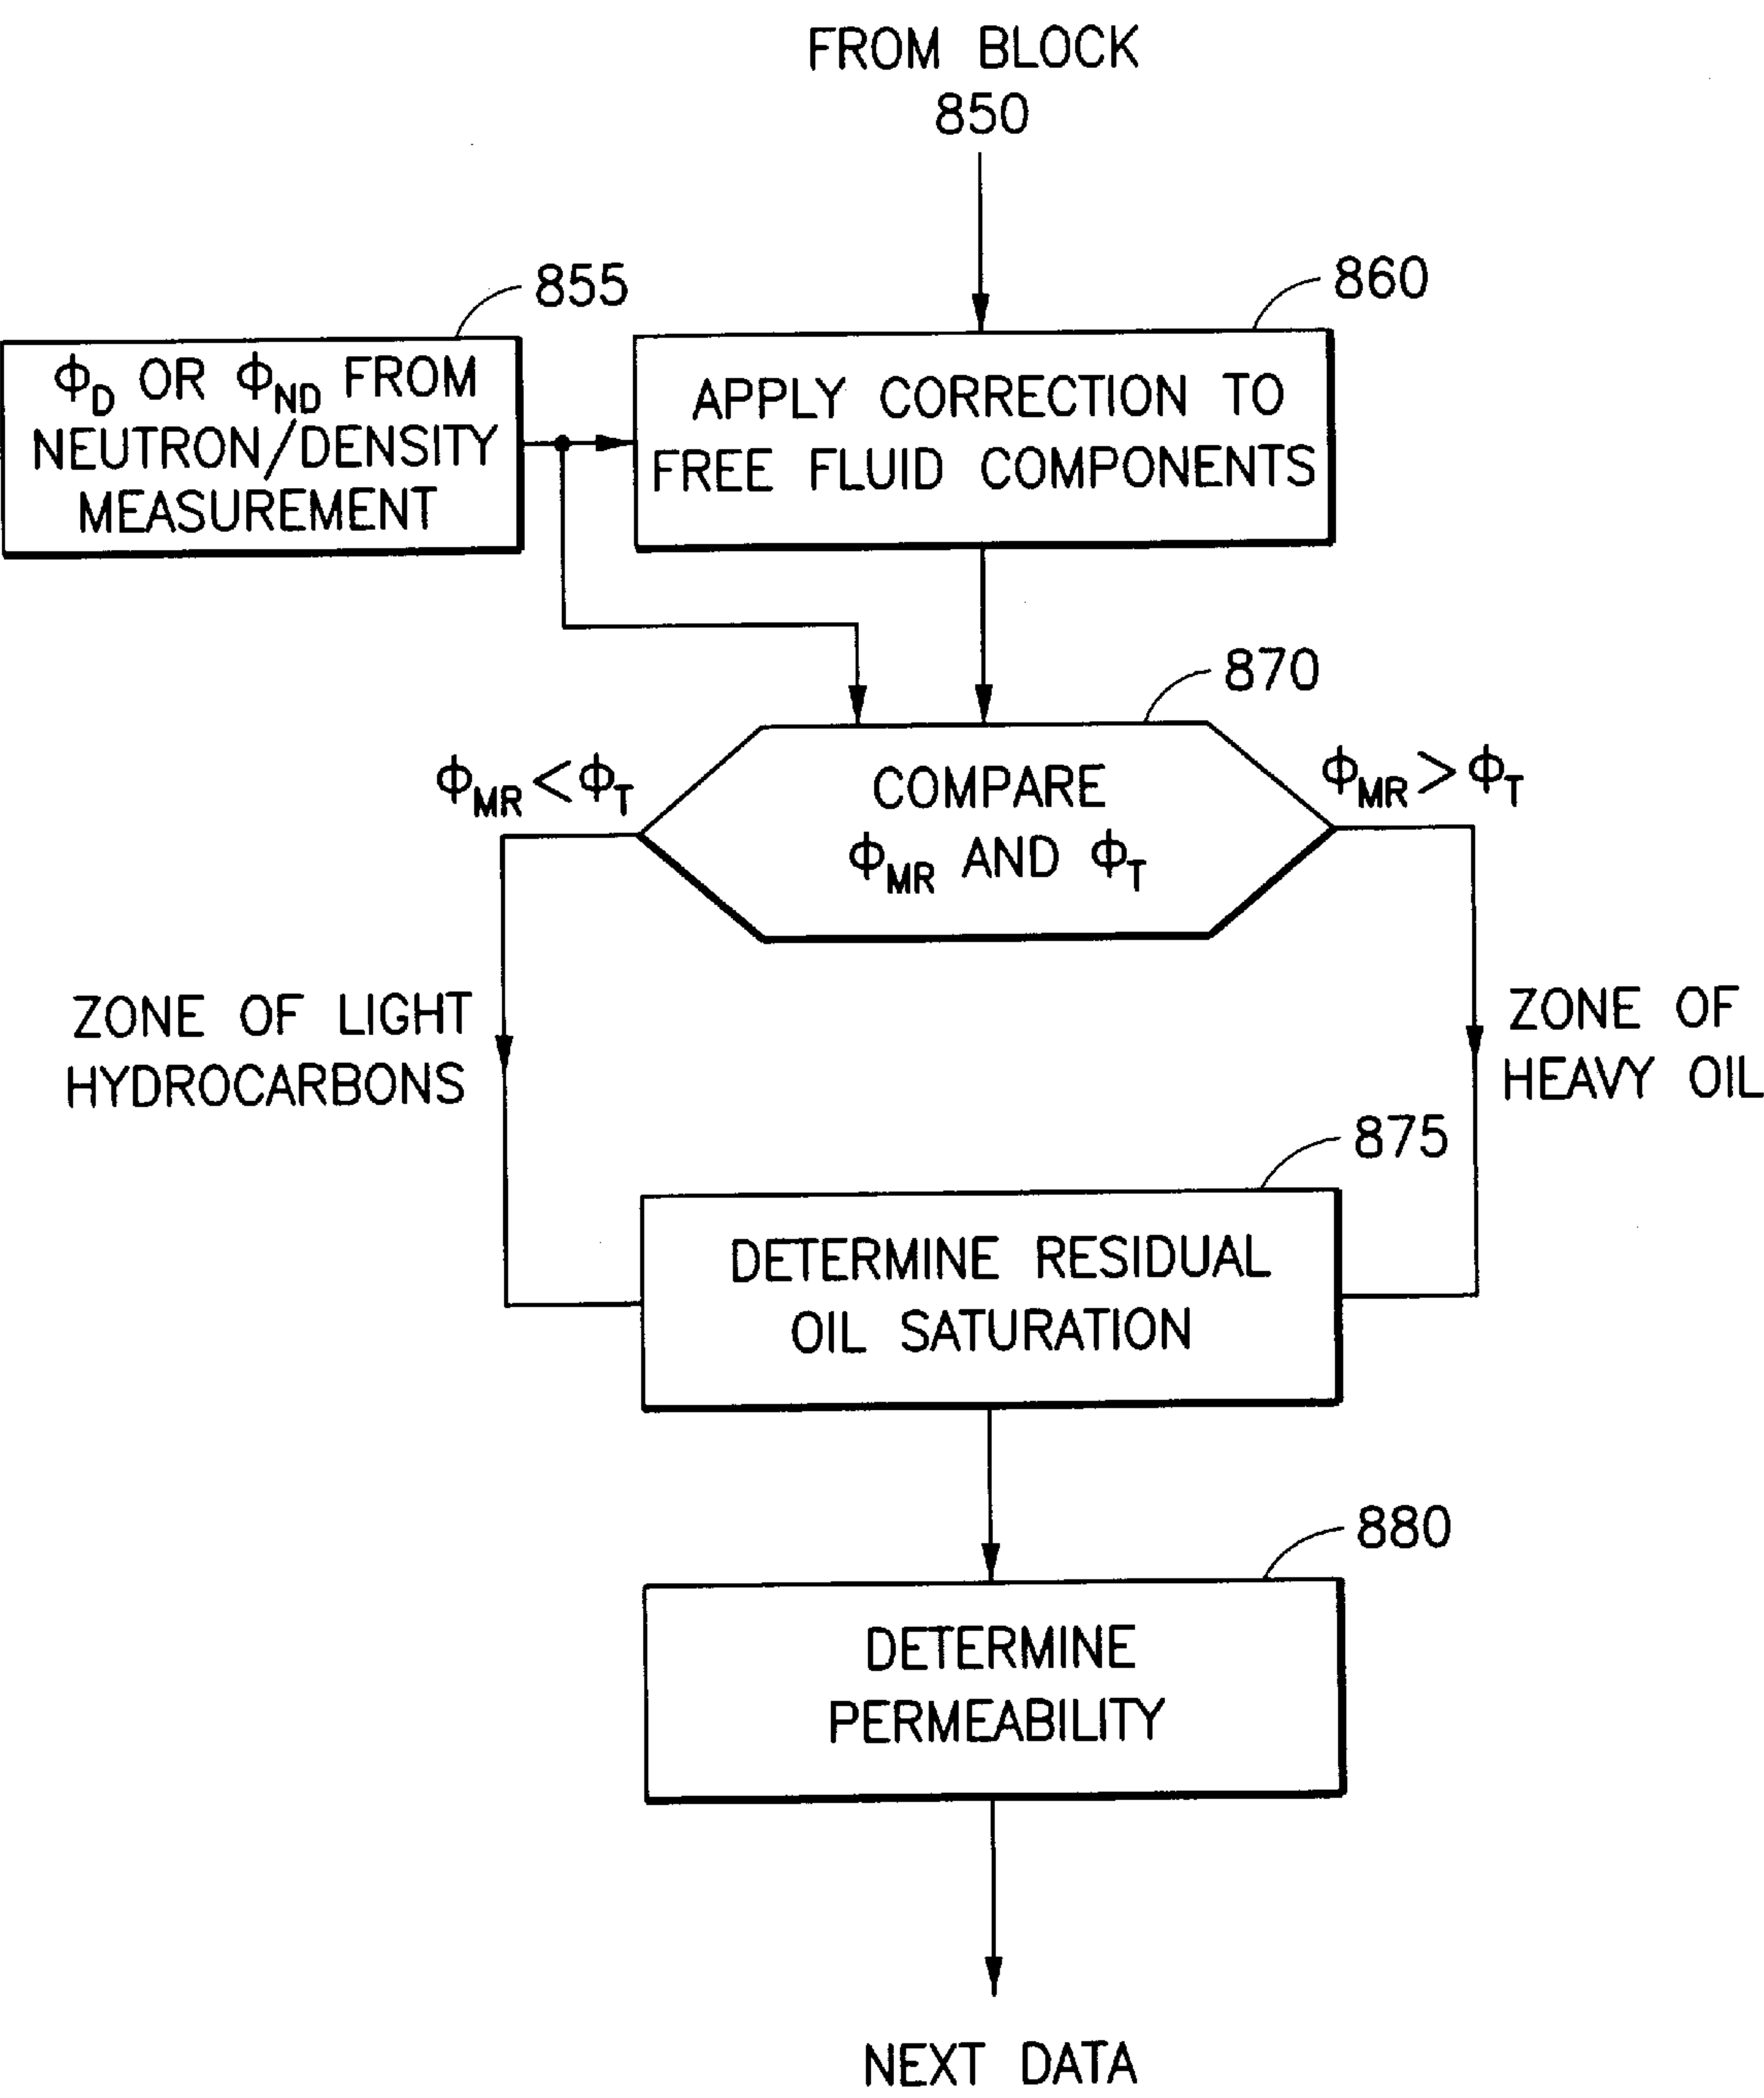 FROM BLOCK
850
855
860
ϕD OR ϕND FROM
NEUTRON/DENSITY
MEASUREMENT
APPLY CORRECTION TO
FREE FLUID COMPONENTS
870
ϕMR < ϕT
COMPARE
ϕMR AND ϕT
ϕMR > ϕT
ZONE OF LIGHT
HYDROCARBONS
ZONE OF
HEAVY OIL
875
DETERMINE RESIDUAL
OIL SATURATION
880
DETERMINE
PERMEABILITY
NEXT DATA